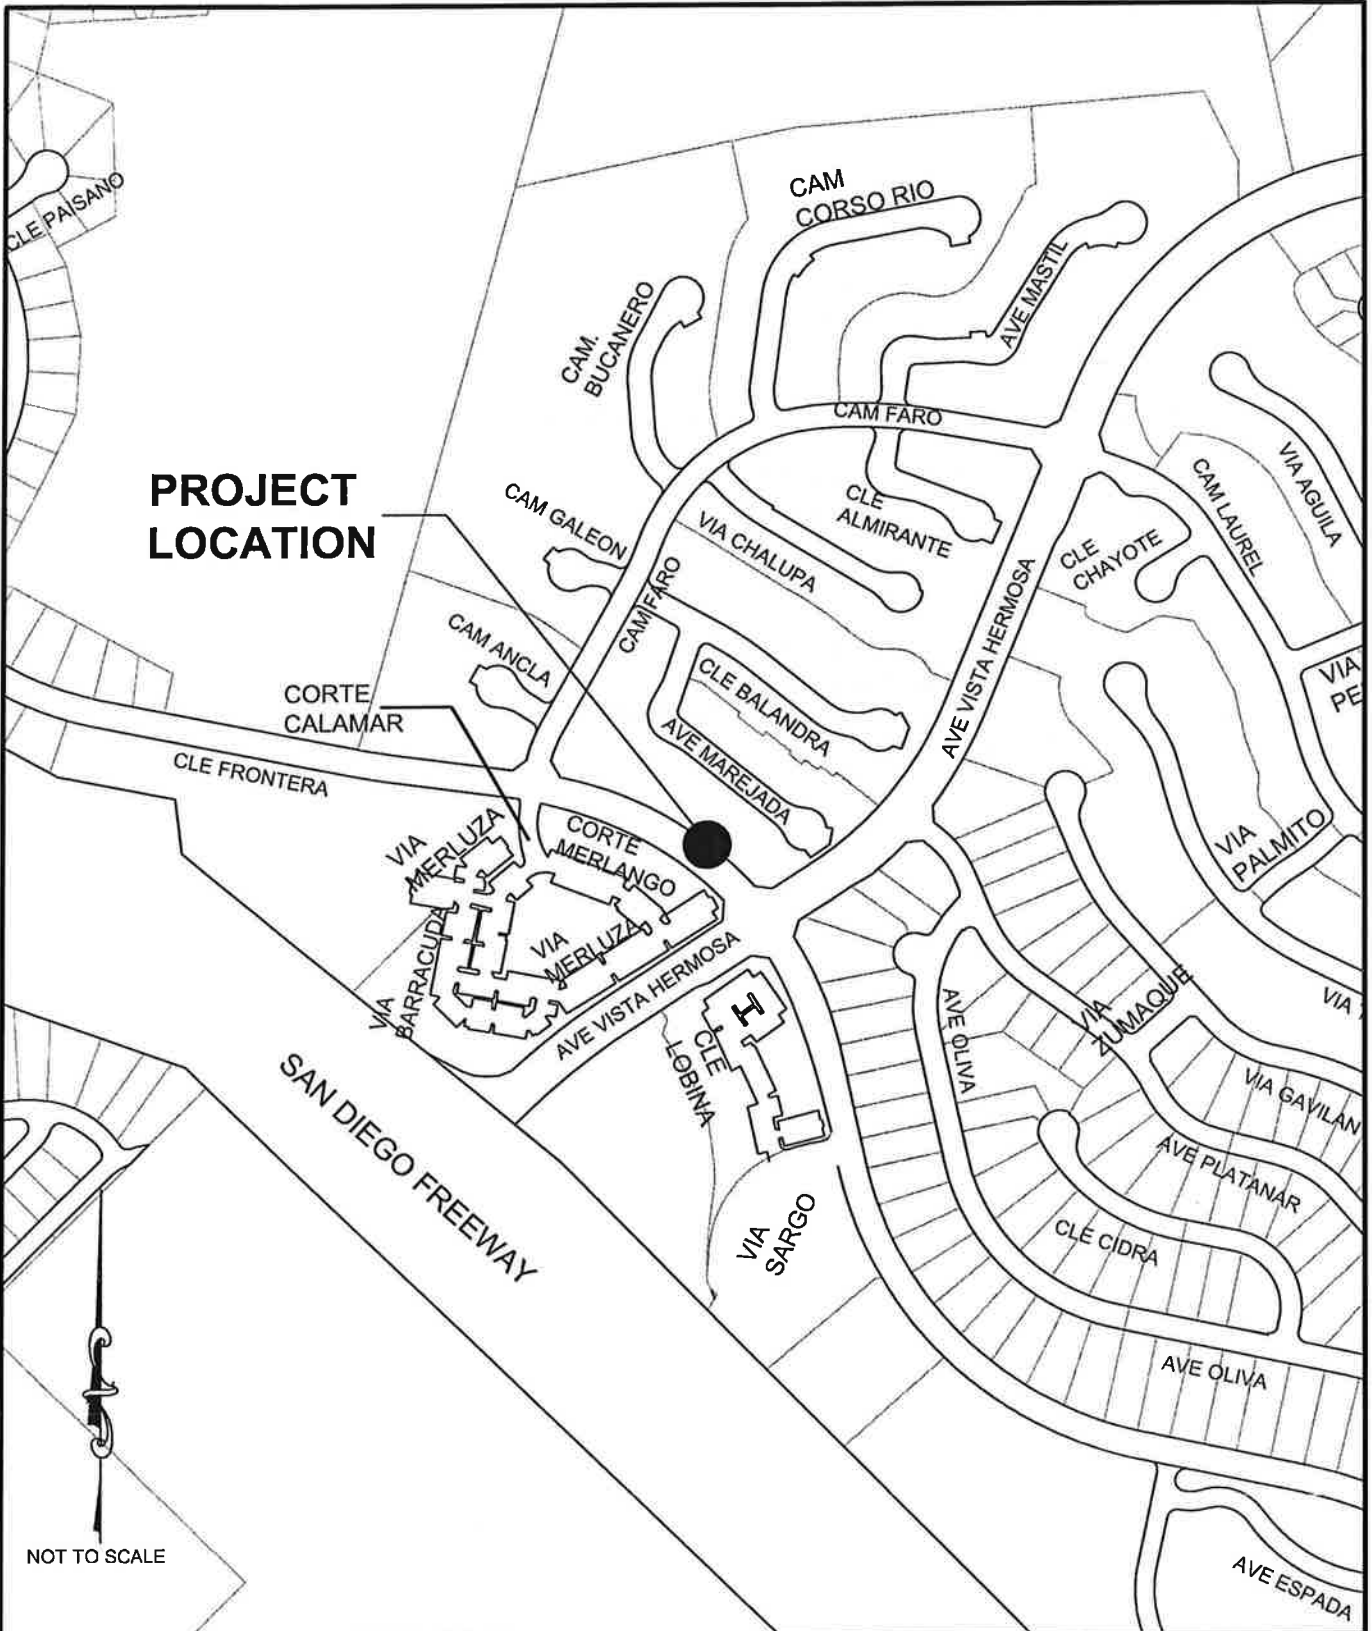 CLE PAISANO
CAM
CORSO RIO
AVE MASTIL
CAM.
BUCANERO
CAM FARO
PROJECT
LOCATION
CAM GALEON
VIA CHALUPA
CLE
ALMIRANTE
CLE
CHAYOTE
CAM LAUREL
VIA AGUILA
CAM FARO
CAM ANCLA
CLE BALANDRA
AVE VISTA HERMOSA
VIA
CORTE
CALAMAR
AVE MAREJADA
CLE FRONTERA
VIA
MERLUZA
CORTE
MERLANGO
VIA
PALMITO
VIA
BARRACUDA
VIA
MERLUZA
AVE VISTA HERMOSA
CLE
LOBINA
AVE OLIVA
VIA
ZUMAQUE
VIA
SAN DIEGO FREEWAY
VIA GAVILAN
AVE PLATANAR
VIA
SARGO
CLE CIDRA
AVE OLIVA
NOT TO SCALE
AVE ESPADA